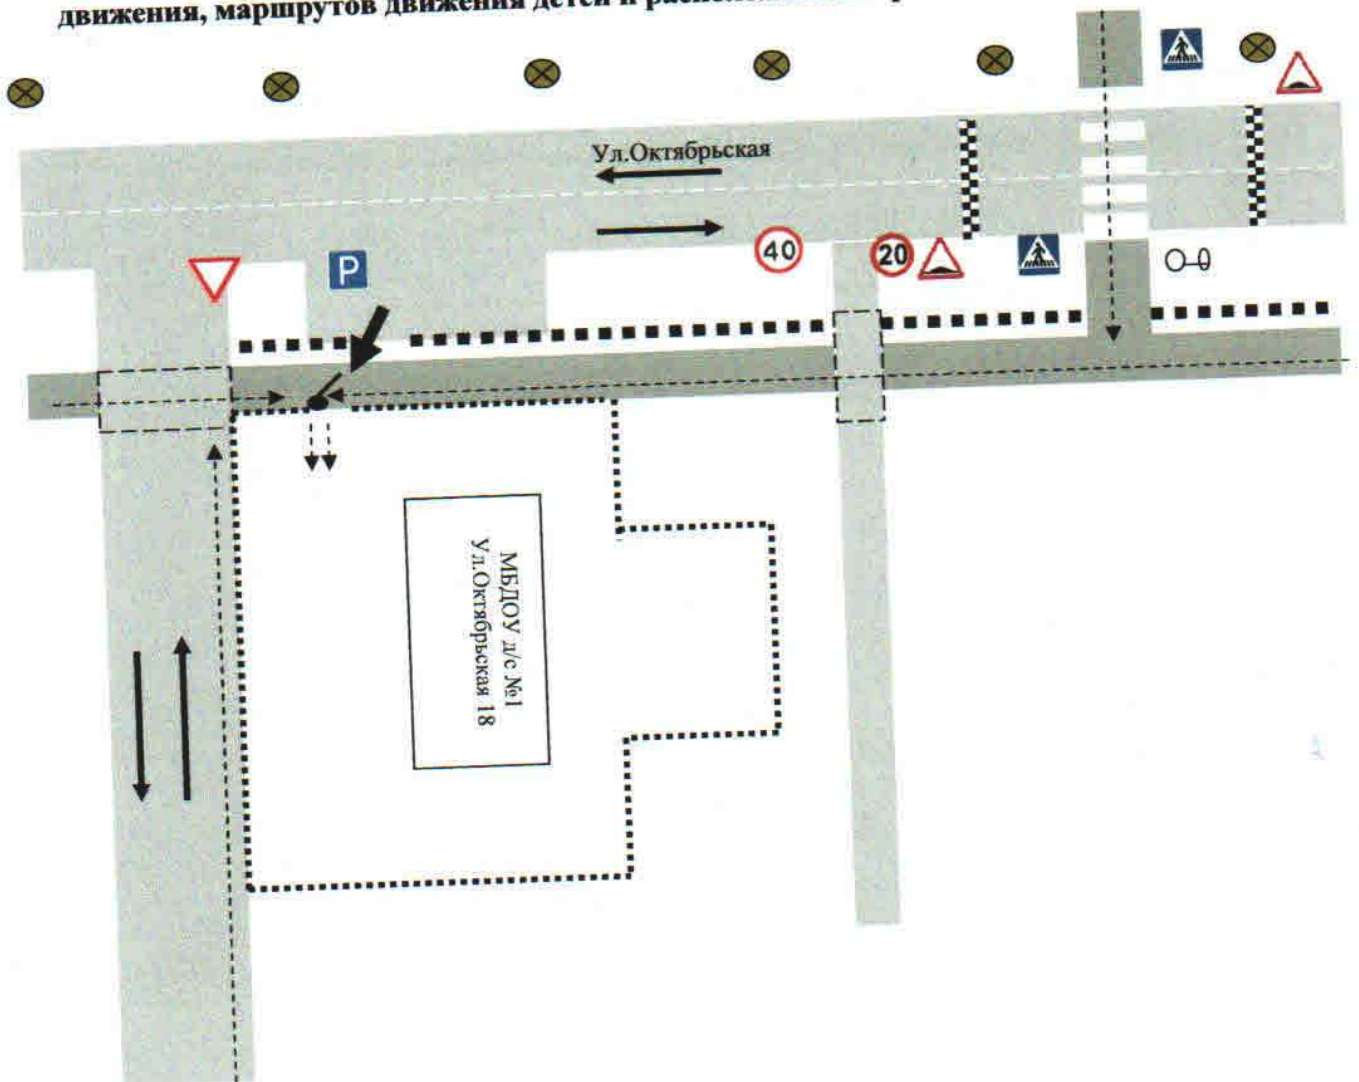 движения, маршрутов движения детей и
Ул.Октябрьская
P
40
20
МБДОУ д/с №1
Ул.Октябрьская 18